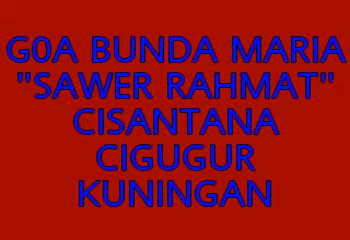 G0A BUNDA MARIA
"SAWER RAHMAT"
CISANTANA
CIGUGUR
KUNINGAN